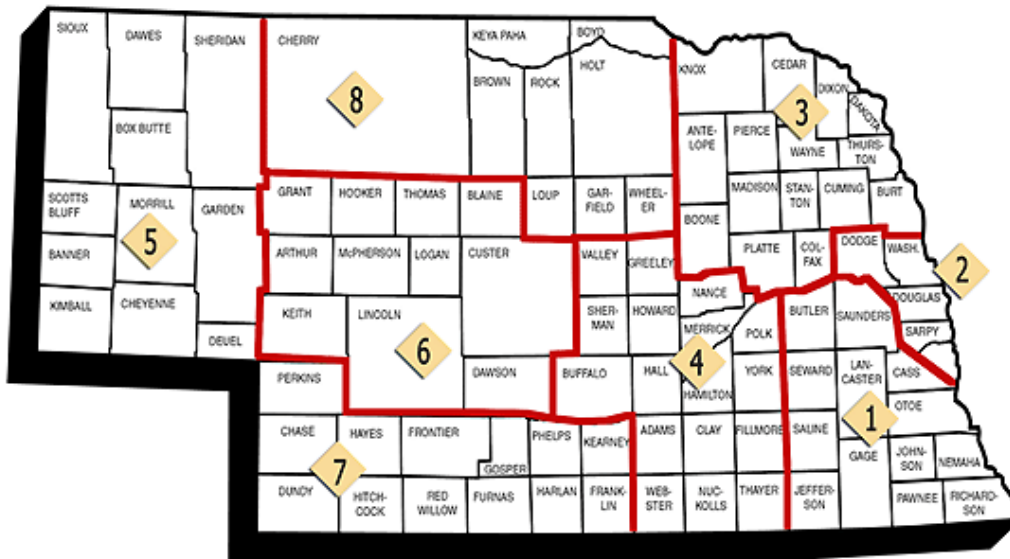 SIOUX
DAWES
SHERIDAN
CHERRY
KEYA PAHA
BOYD
BROWN
ROCK
HOLT
KNOX
CEDAR
DIXON
DAKOTA
8
3
BOX BUTTE
ANTE-
LOPE
PIERCE
WAYNE
THURS-
TON
SCOTTS
BLUFF
MORRILL
GARDEN
GRANT
HOOKER
THOMAS
BLAINE
LOUP
GAR-
FIELD
WHEEL-
ER
BOONE
MADISON
STAN-
TON
CUMING
BURT
5
BANNER
ARTHUR
McPHERSON
LOGAN
CUSTER
VALLEY
GREELEY
PLATTE
COL-
FAX
DODGE
WASH.
2
KIMBALL
CHEYENNE
DEUEL
KEITH
LINCOLN
SHER-
MAN
HOWARD
NANCE
MERRICK
POLK
BUTLER
SAUNDERS
DOUGLAS
SARPY
6
4
PERKINS
DAWSON
BUFFALO
HALL
HAMILTON
YORK
SEWARD
LAN-
CASTER
CASS
OTOE
1
CHASE
HAYES
FRONTIER
GOSPER
PHELPS
KEARNEY
ADAMS
CLAY
FILLMORE
SALINE
GAGE
JOHN-
SON
NEMAHA
7
DUNDY
HITCH-
COCK
RED
WILLOW
FURNAS
HARLAN
FRANK-
LIN
WEB-
STER
NUC-
KOLLS
THAYER
JEFFER-
SON
PAWNEE
RICHARD-
SON